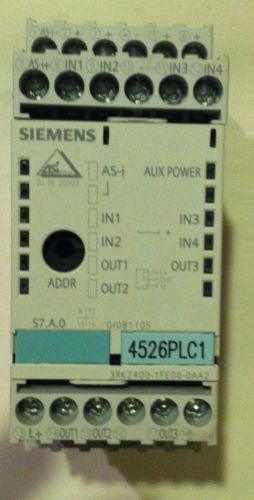 AS-i+ IN1 IN2 - IN3 IN4
SIEMENS
AS-i AUX POWER
IN1 IN3
IN2 IN4
ADDR OUT1 OUT3
OUT2
S7.A.0 G/081105
4526PLC1
3RK2400-1FE00-0AA2
L+ OUT1 OUT2 OUT3 L-